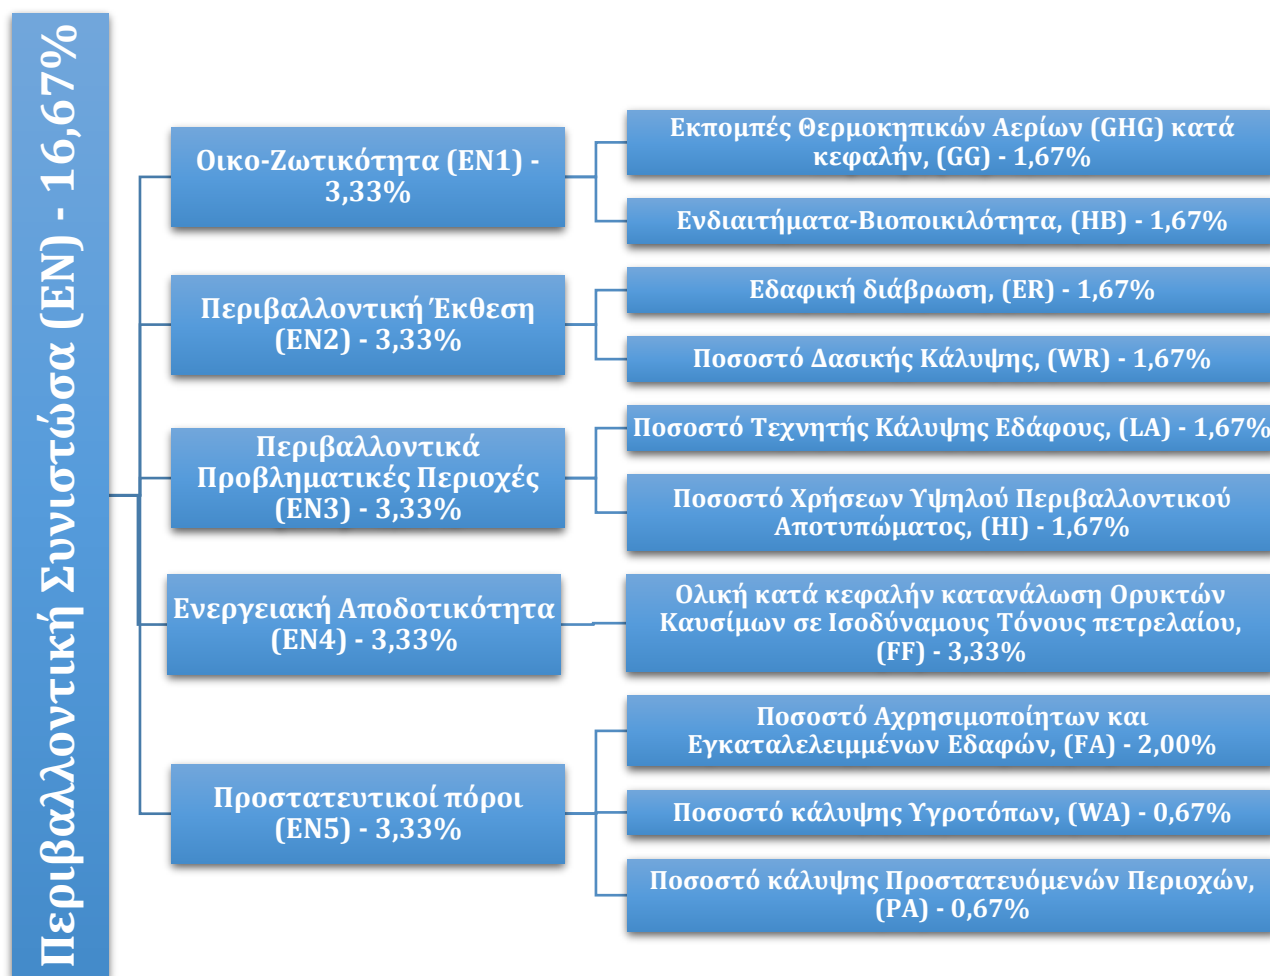 Περιβαλλοντική Συνιστώσα (EN) - 16,67%
Οικο-Ζωτικότητα (EN1) -
3,33%
Εκπομπές Θερμοκηπικών Αερίων (GHG) κατά
κεφαλήν, (GG) - 1,67%
Ενδιαιτήματα-Βιοποικιλότητα, (HB) - 1,67%
Περιβαλλοντική Έκθεση
(EN2) - 3,33%
Εδαφική διάβρωση, (ER) - 1,67%
Ποσοστό Δασικής Κάλυψης, (WR) - 1,67%
Περιβαλλοντικά
Προβληματικές Περιοχές
(EN3) - 3,33%
Ποσοστό Τεχνητής Κάλυψης Εδάφους, (LA) - 1,67%
Ποσοστό Χρήσεων Υψηλού Περιβαλλοντικού
Αποτυπώματος, (HI) - 1,67%
Ενεργειακή Αποδοτικότητα
(EN4) - 3,33%
Ολική κατά κεφαλήν κατανάλωση Ορυκτών
Καυσίμων σε Ισοδύναμους Τόνους πετρελαίου,
(FF) - 3,33%
Προστατευτικοί πόροι
(EN5) - 3,33%
Ποσοστό Αχρησιμοποίητων και
Εγκαταλελειμμένων Εδαφών, (FA) - 2,00%
Ποσοστό κάλυψης Υγροτόπων, (WA) - 0,67%
Ποσοστό κάλυψης Προστατευόμενών Περιοχών,
(PA) - 0,67%